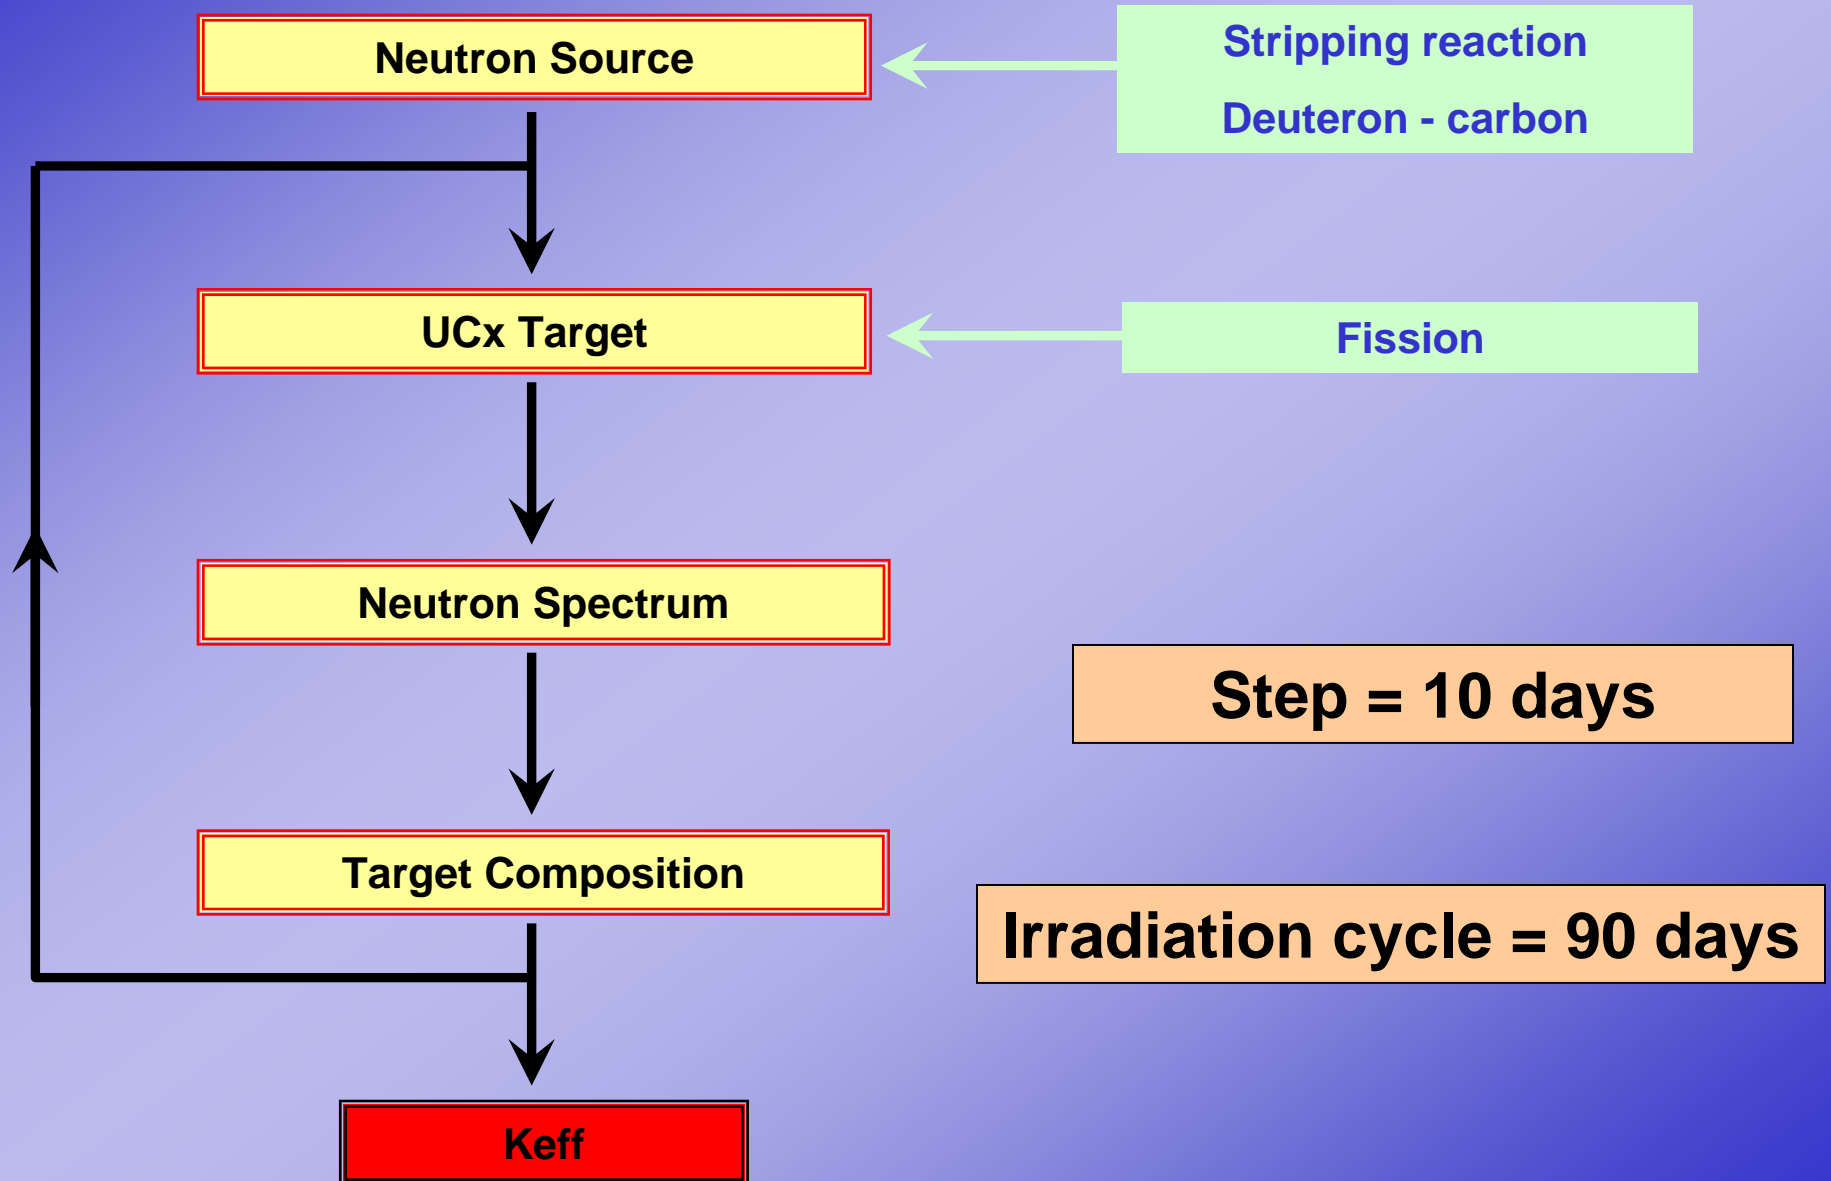 Neutron Source
Stripping reaction
Deuteron - carbon
UCx Target
Fission
Neutron Spectrum
Step = 10 days
Target Composition
Irradiation cycle = 90 days
Keff